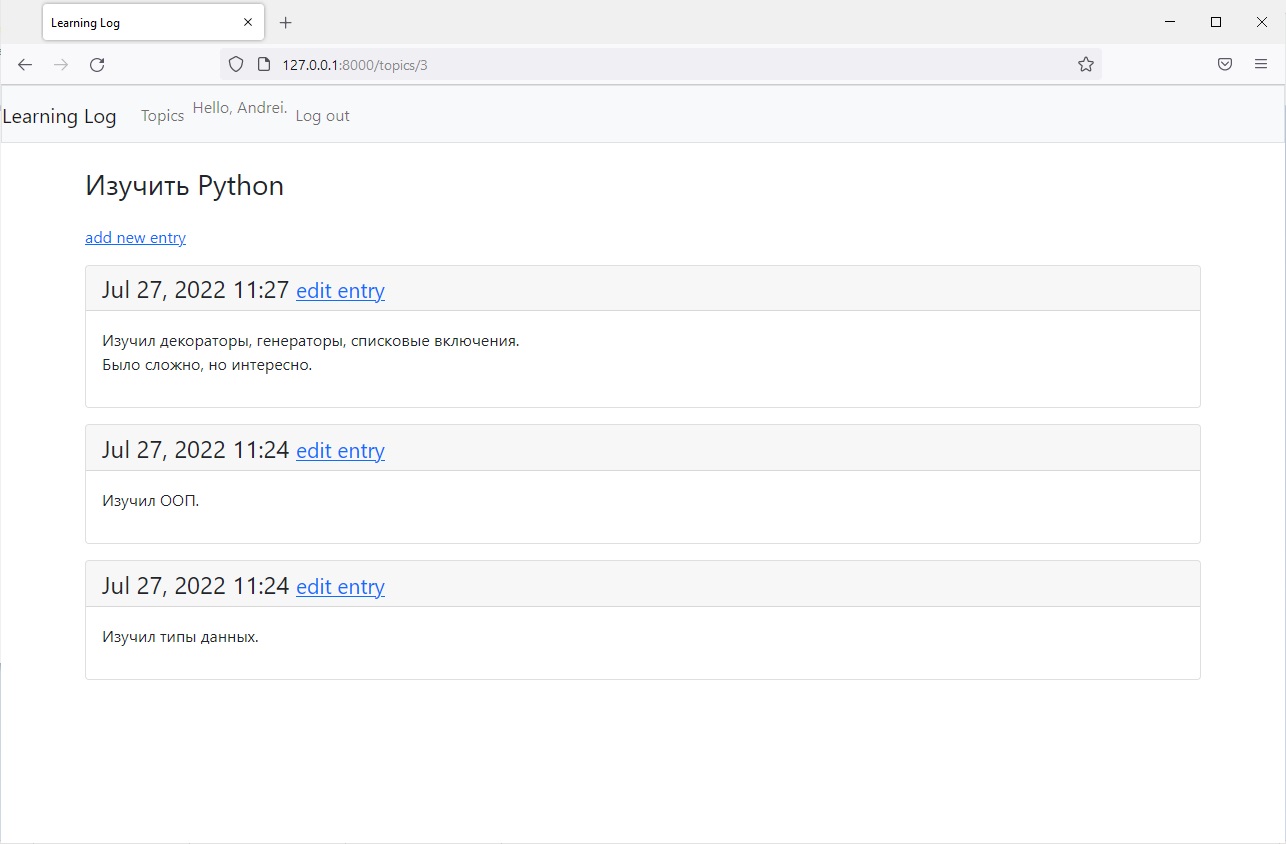 Learning Log
127.0.0.1:8000/topics/3
Learning Log Topics Hello, Andrei. Log out
Изучить Python
add new entry
Jul 27, 2022 11:27 edit entry
Изучил декораторы, генераторы, списковые включения.
Было сложно, но интересно.
Jul 27, 2022 11:24 edit entry
Изучил ООП.
Jul 27, 2022 11:24 edit entry
Изучил типы данных.